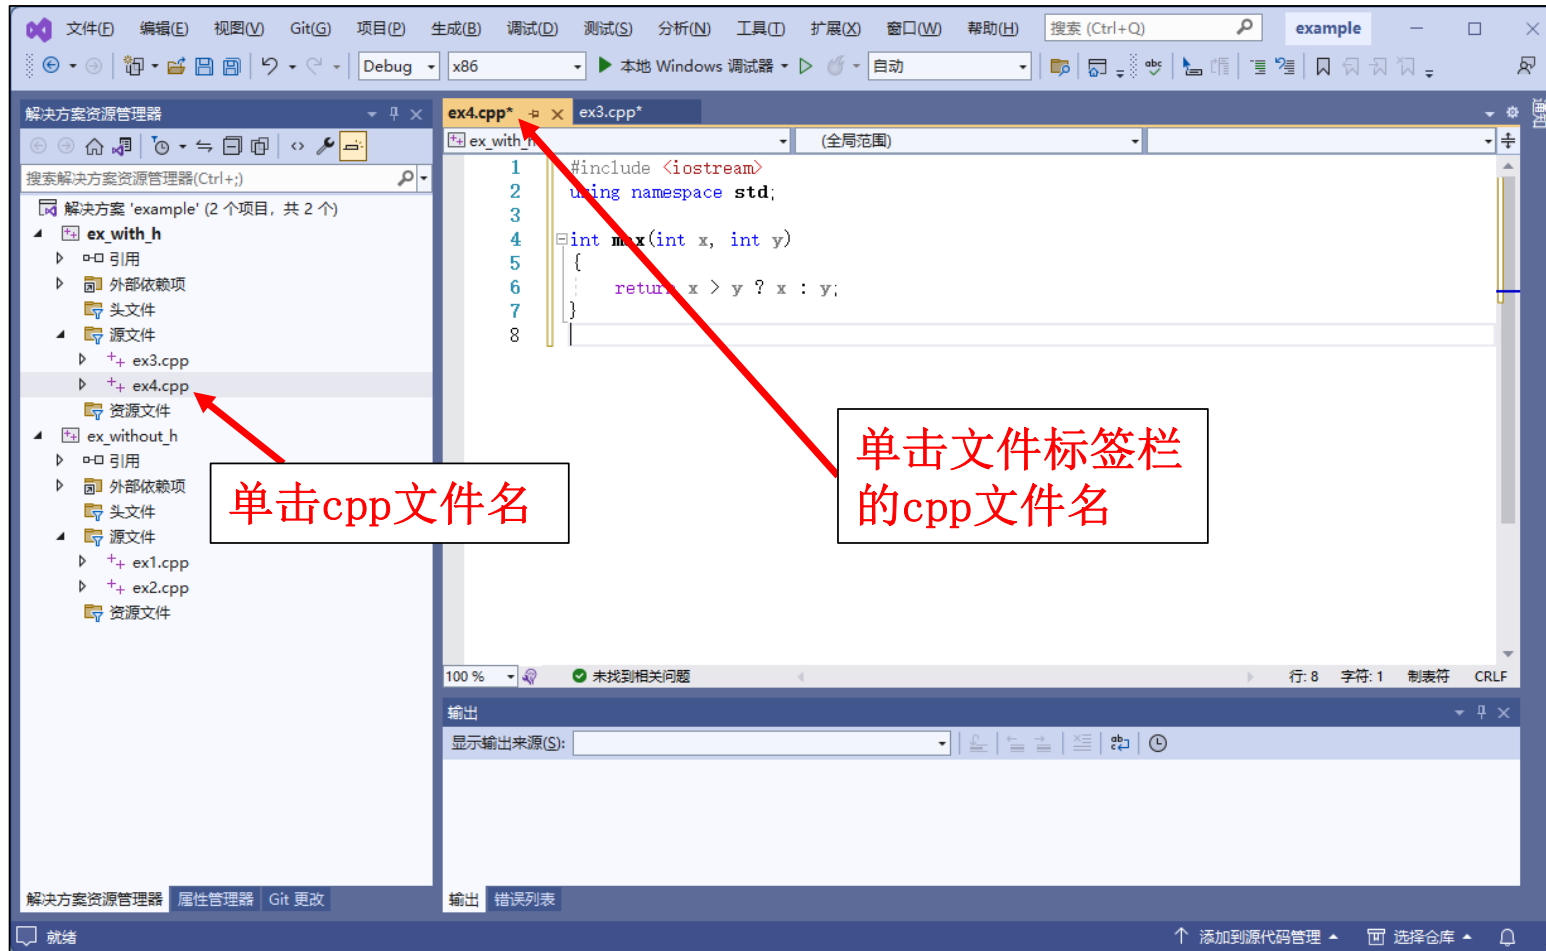 文件(F) 编辑(E) 视图(V) Git(G) 项目(P) 生成(B) 调试(D) 测试(S) 分析(N) 工具(T) 扩展(X) 窗口(W) 帮助(H) 搜索 (Ctrl+Q) example
Debug x86 本地 Windows 调试器 自动
解决方案资源管理器
搜索解决方案资源管理器(Ctrl+;)
解决方案 'example' (2 个项目，共 2 个)
ex_with_h
引用
外部依赖项
头文件
源文件
ex3.cpp
ex4.cpp
资源文件
ex_without_h
引用
外部依赖项
头文件
源文件
ex1.cpp
ex2.cpp
资源文件
单击cpp文件名
解决方案资源管理器 属性管理器 Git 更改
ex4.cpp* ex3.cpp*
通知
ex_with_h (全局范围)
1 #include <iostream>
2 using namespace std;
3
4 int max(int x, int y)
5 {
6 return x > y ? x : y;
7 }
8
单击文件标签栏
的cpp文件名
100 % 未找到相关问题 行: 8 字符: 1 制表符 CRLF
输出
显示输出来源(S):
输出 错误列表
就绪 添加到源代码管理 选择仓库